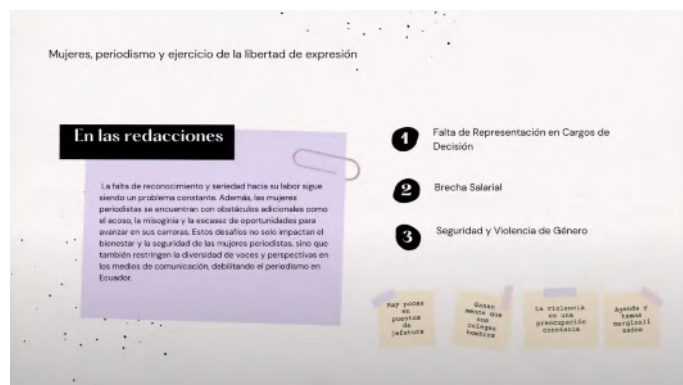 Mujeres, periodismo y ejercicio de la libertad de expresión
En las redacciones
La falta de reconocimiento y seriedad hacia su labor sigue
siendo un problema constante. Además, las mujeres
periodistas se encuentran con obstáculos adicionales como
el acoso, la misoginia y la escasez de oportunidades para
avanzar en sus carreras. Estos desafíos no solo impactan el
bienestar y la seguridad de las mujeres periodistas, sino que
también restringen la diversidad de voces y perspectivas en
los medios de comunicación, debilitando el periodismo en
Ecuador.
1
Falta de Representación en Cargos de
Decisión
2
Brecha Salarial
3
Seguridad y Violencia de Género
Hay pocas
en
puestos
de
jefatura
Ganan
menos que
sus
colegas
hombres
La violencia
es una
preocupación
constante
Agenda y
temas
marginali
zados